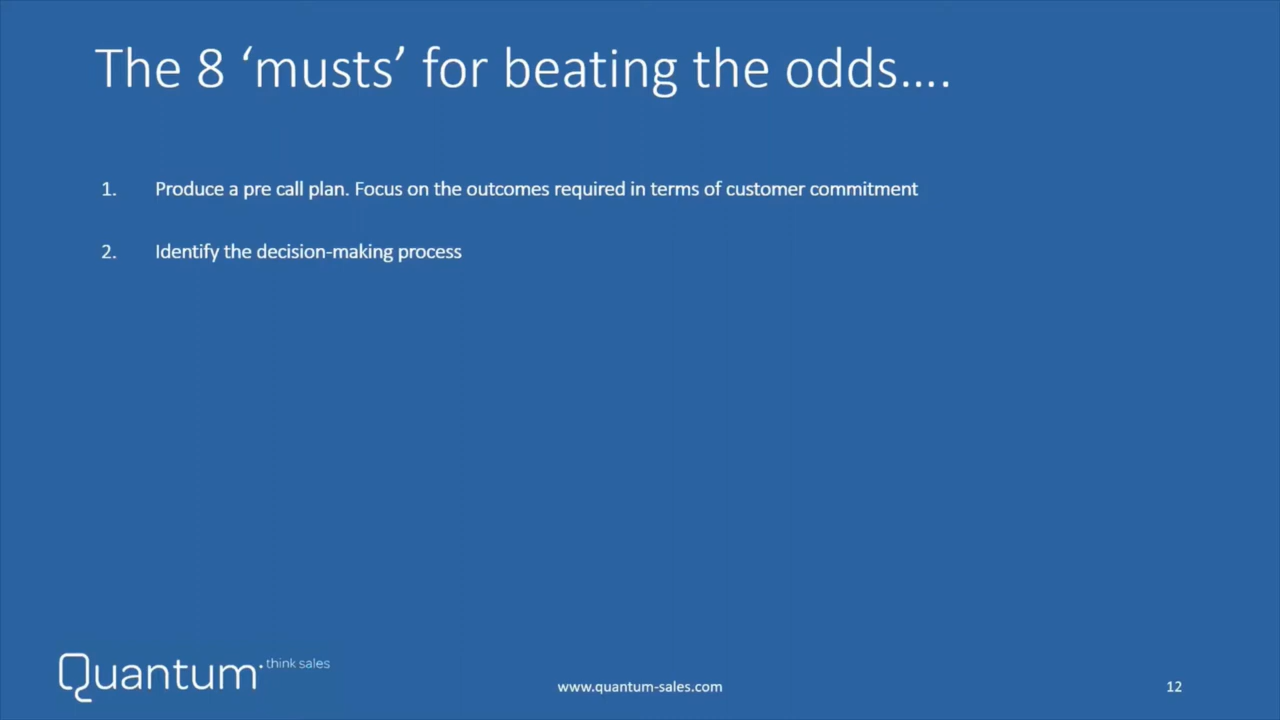 The 8 ‘musts’ for beating the odds….
1. Produce a pre call plan. Focus on the outcomes required in terms of customer commitment
2. Identify the decision-making process
Quantum think sales
www.quantum-sales.com
12